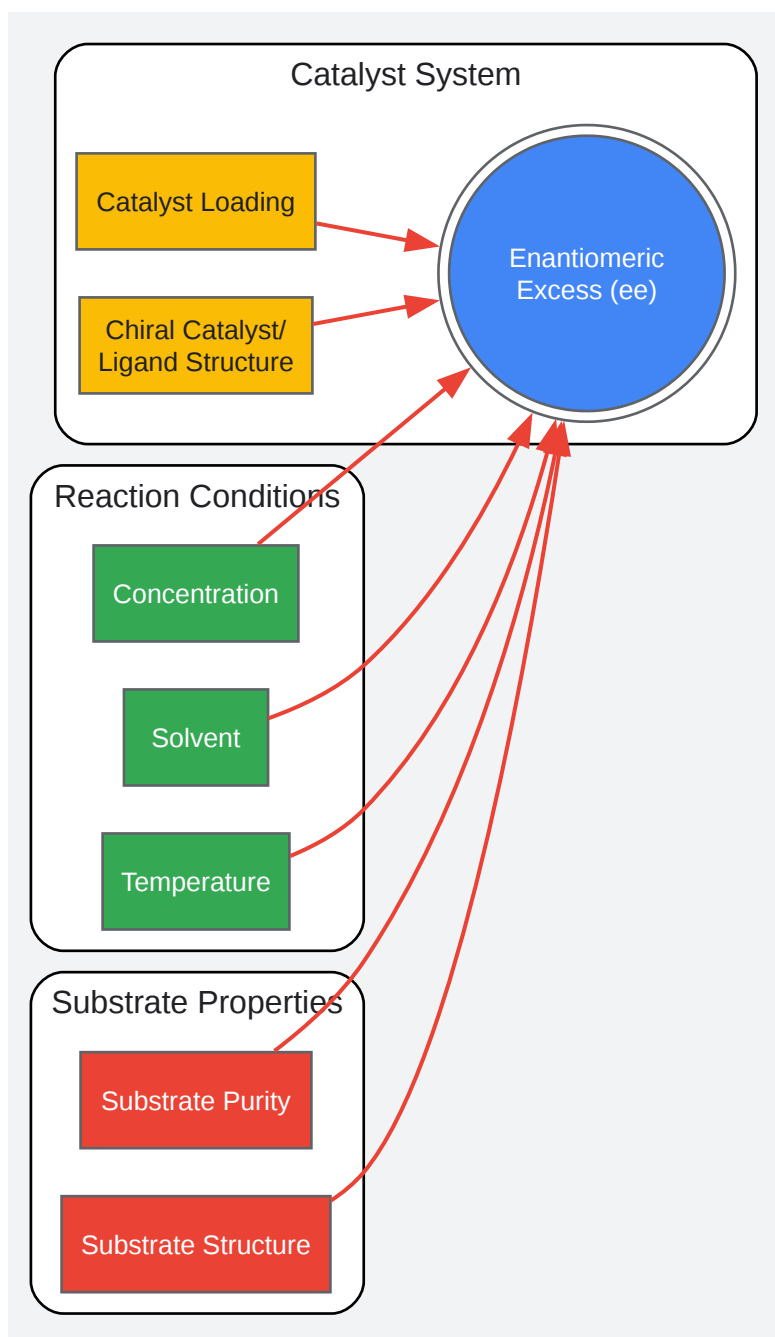 Catalyst System
Catalyst Loading
Chiral Catalyst/
Ligand Structure
Enantiomeric
Excess (ee)
Reaction Conditions
Concentration
Solvent
Temperature
Substrate Properties
Substrate Purity
Substrate Structure